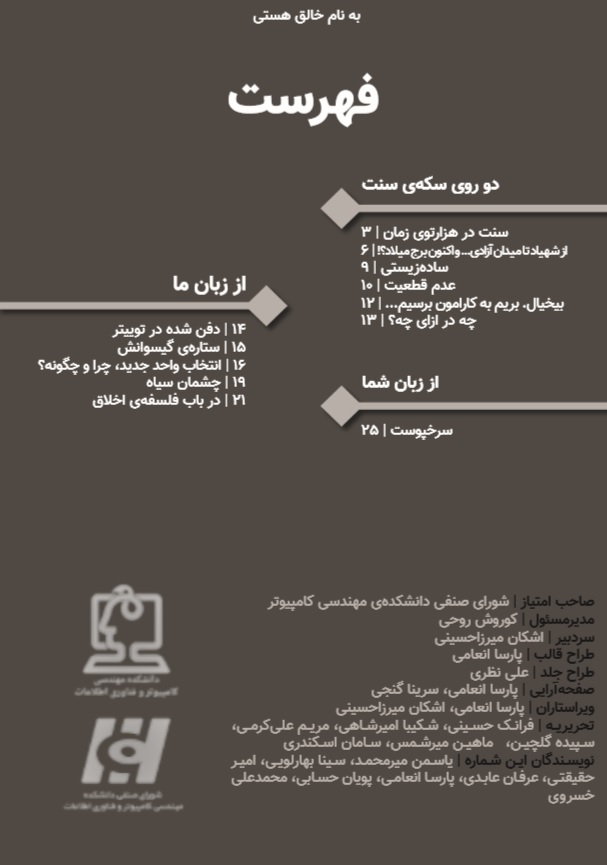 به نام خالق هستی
فهرست
دو روی سکه‌ی سنت
سنت در هزارتوی زمان | ۳
از شهیاد تا میدان آزادی... و اکنون برج میلاد؟! | ۶
ساده‌زیستی | ۹
عدم قطعیت | ۱۰
بیخیال. بریم به کارامون برسیم... | ۱۲
چه در ازای چه؟ | ۱۳
از زبان ما
۱۴ | دفن شده در توییتر
۱۵ | ستاره‌ی گیسوانش
۱۶ | انتخاب واحد جدید، چرا و چگونه؟
۱۹ | چشمان سیاه
۲۱ | در باب فلسفه‌ی اخلاق
از زبان شما
سرخپوست | ۲۵
صاحب امتیاز | شورای صنفی دانشکده‌ی مهندسی کامپیوتر
مدیرمسئول | کوروش روحی
سردبیر | اشکان میرزاحسینی
طراح قالب | پارسا انعامی
طراح جلد | علی نظری
صفحه‌آرایی | پارسا انعامی، سرینا گنجی
ویراستاران | پارسا انعامی، اشکان میرزاحسینی
تحریریه | فرانک حسینی، شکیبا امیرشاهی، مریم علی‌کرمی،
سپیده گلچین، ماهین میرشمس، سامان اسکندری
نویسندگان این شماره | یاسمن میرمحمد، سینا بهارلویی، امیر
حقیقتی، عرفان عابدی، پارسا انعامی، پویان حسابی، محمدعلی
خسروی
دانشکده مهندسی
کامپیوتر و فناوری اطلاعات
شورای صنفی دانشکده
مهندسی کامپیوتر و فناوری اطلاعات